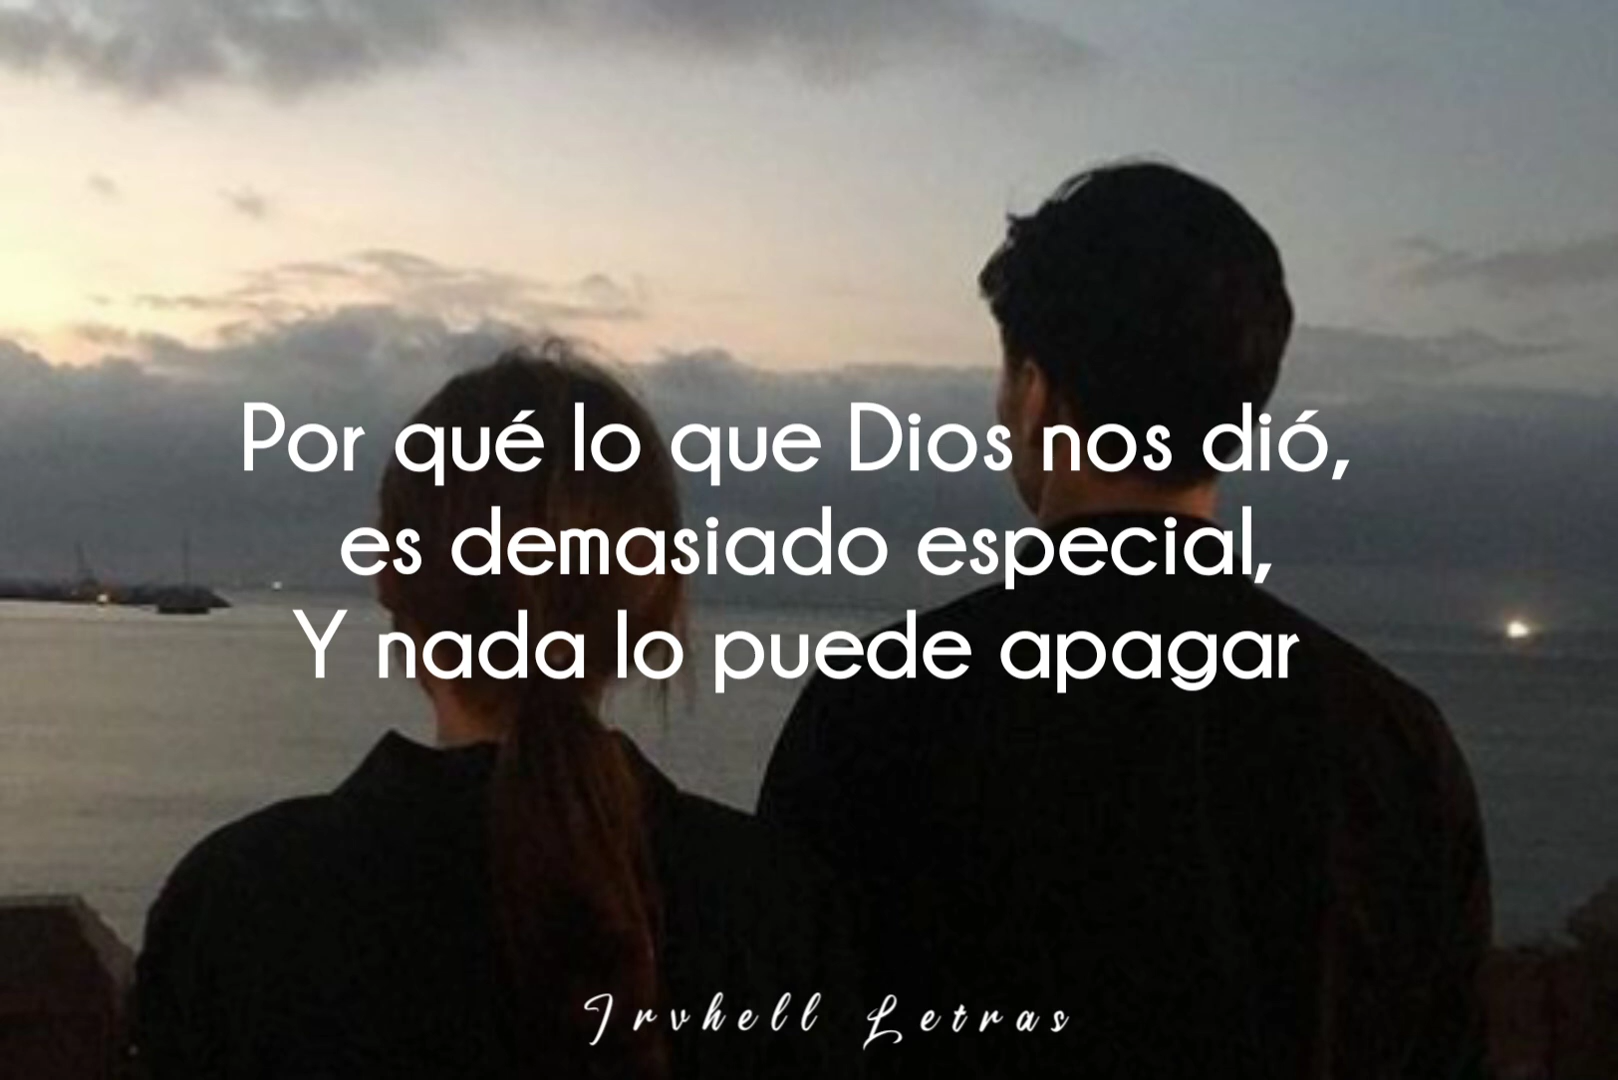 Por qué lo que Dios nos dió,
es demasiado especial,
Y nada lo puede apagar
Irvhell Letras